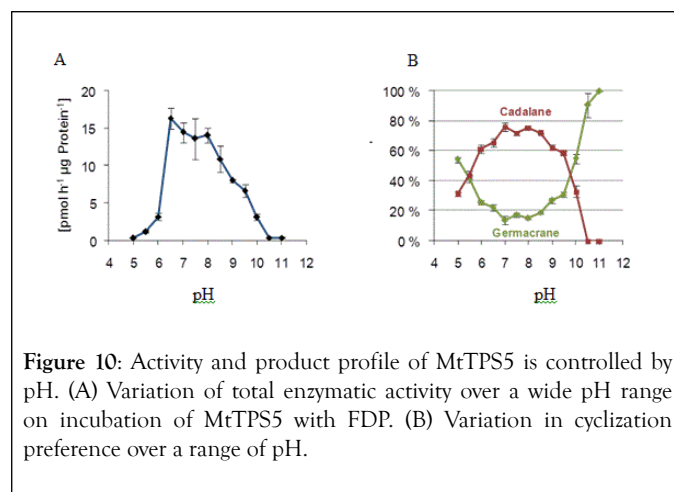 A
B
[pmol h⁻¹ µg Protein⁻¹]
20
15
10
5
0
4 5 6 7 8 9 10 11 12
pH
100 %
80 %
60 %
40 %
20 %
0 %
Cadalane
Germacrane
4 5 6 7 8 9 10 11 12
pH
Figure 10: Activity and product profile of MtTPS5 is controlled by
pH. (A) Variation of total enzymatic activity over a wide pH range
on incubation of MtTPS5 with FDP. (B) Variation in cyclization
preference over a range of pH.